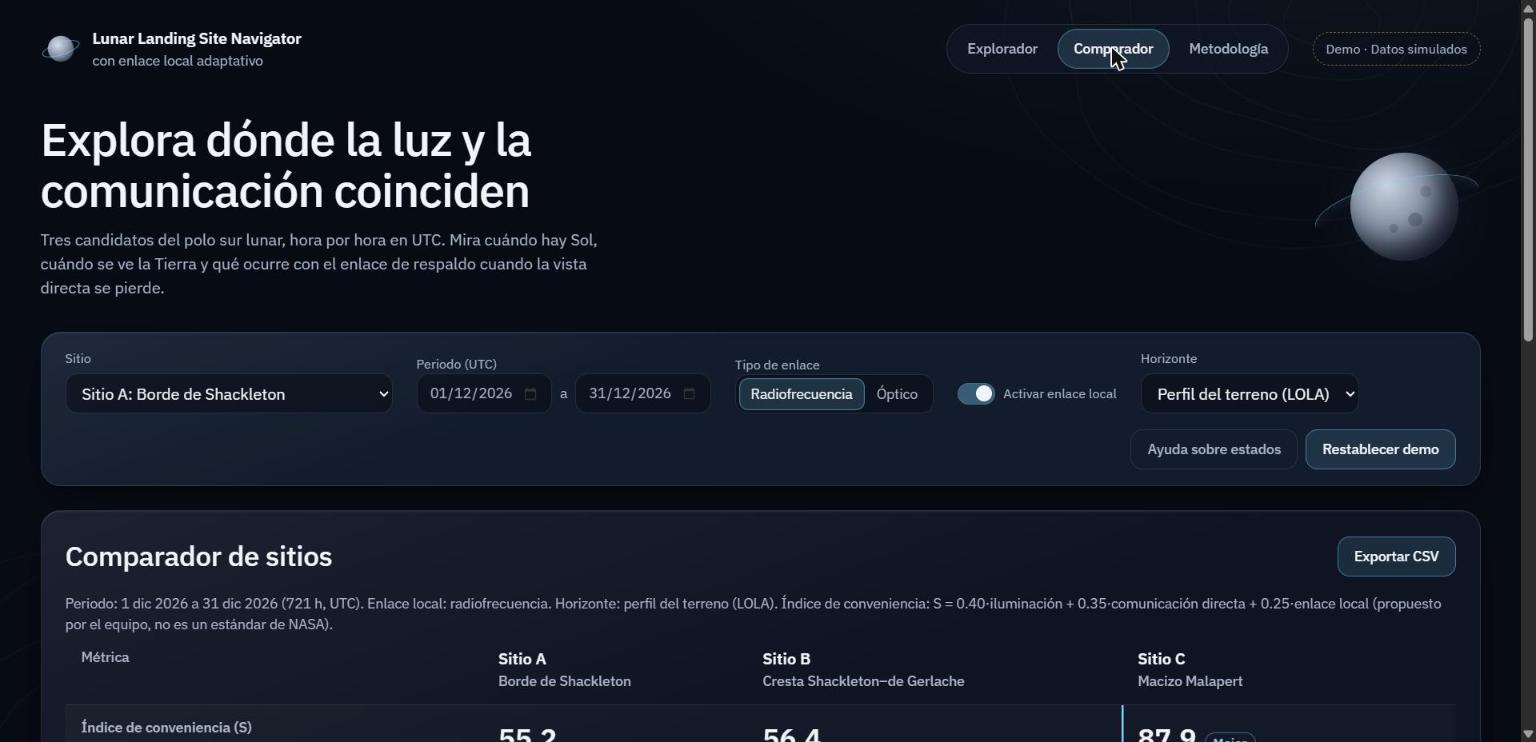 Lunar Landing Site Navigator
con enlace local adaptativo
Explorador
Comparador
Metodología
Demo · Datos simulados
Explora dónde la luz y la
comunicación coinciden
Tres candidatos del polo sur lunar, hora por hora en UTC. Mira cuándo hay Sol,
cuándo se ve la Tierra y qué ocurre con el enlace de respaldo cuando la vista
directa se pierde.
Sitio
Sitio A: Borde de Shackleton
Periodo (UTC)
01/12/2026 a 31/12/2026
Tipo de enlace
Radiofrecuencia Óptico
Activar enlace local
Horizonte
Perfil del terreno (LOLA)
Ayuda sobre estados
Restablecer demo
Comparador de sitios
Exportar CSV
Periodo: 1 dic 2026 a 31 dic 2026 (721 h, UTC). Enlace local: radiofrecuencia. Horizonte: perfil del terreno (LOLA). Índice de conveniencia: S = 0.40·iluminación + 0.35·comunicación directa + 0.25·enlace local (propuesto
por el equipo, no es un estándar de NASA).
Métrica
Sitio A
Borde de Shackleton
Sitio B
Cresta Shackleton–de Gerlache
Sitio C
Macizo Malapert
Índice de conveniencia (S)
55.2
56.4
87.9 Mejor